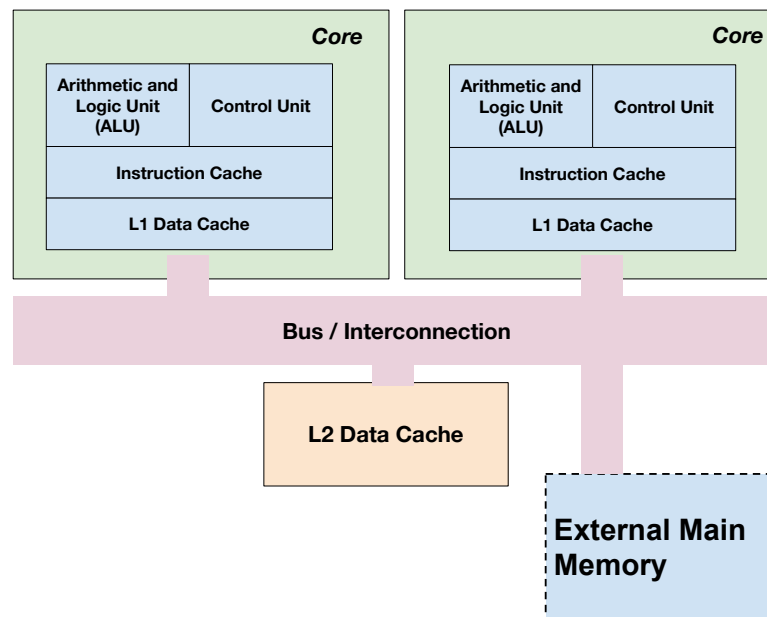 Core
Arithmetic and
Logic Unit
(ALU)
Control Unit
Instruction Cache
L1 Data Cache
Core
Arithmetic and
Logic Unit
(ALU)
Control Unit
Instruction Cache
L1 Data Cache
Bus / Interconnection
L2 Data Cache
External Main
Memory